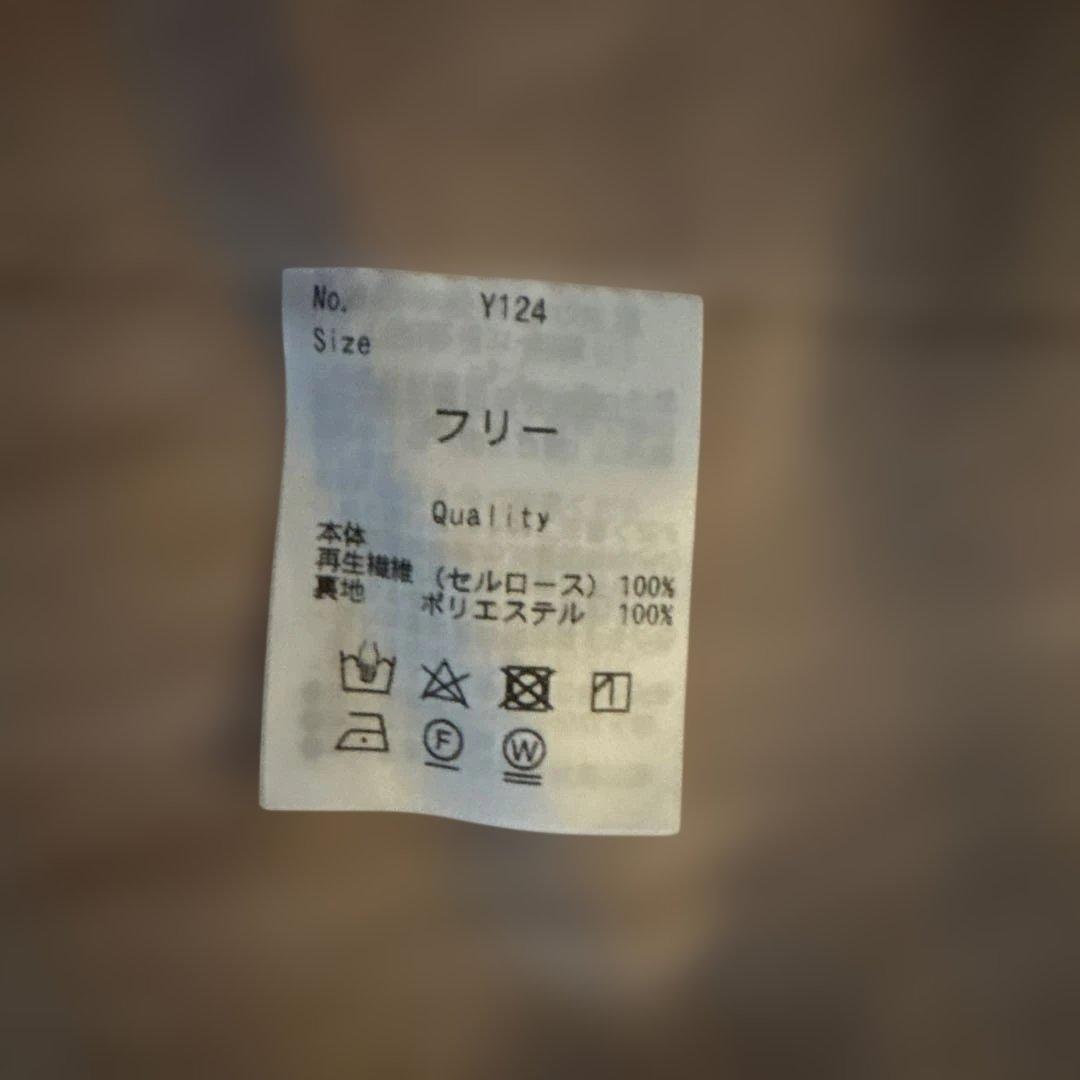 No. Y124
Size
フリー
Quality
本体
再生繊維 (セルロース) 100%
裏地 ポリエステル 100%
F
W